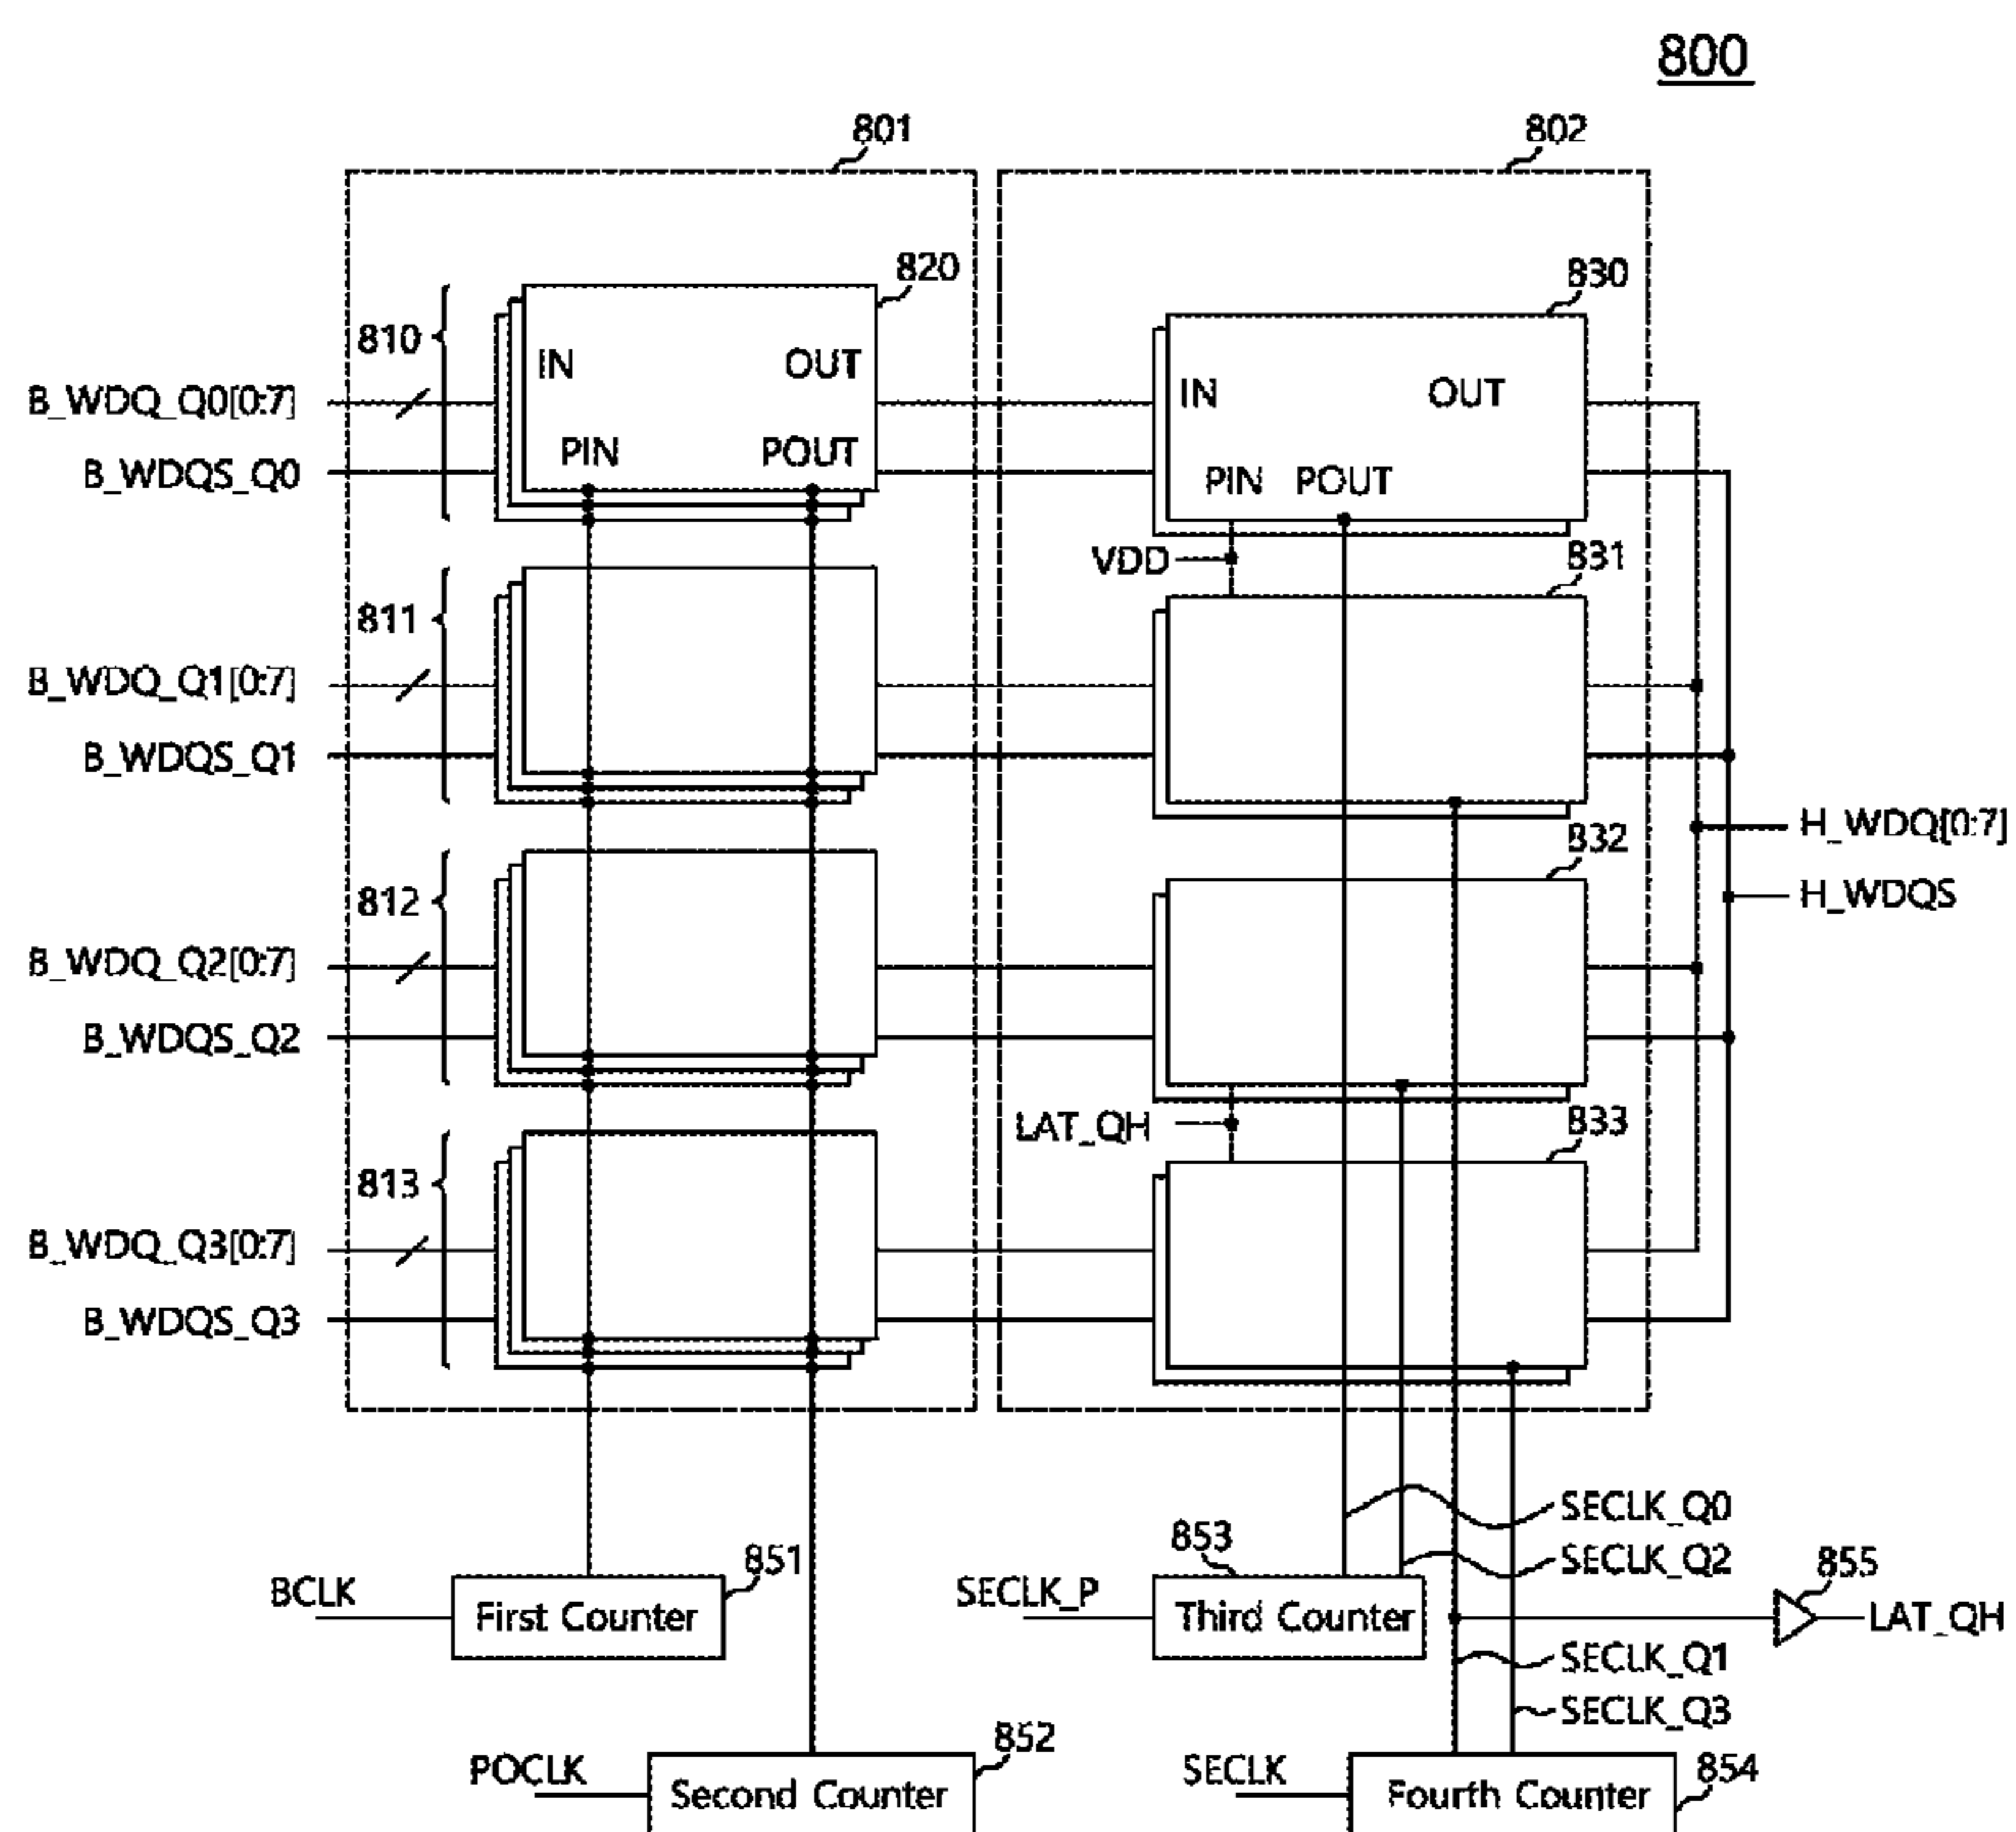 800
801
802
820
830
810
IN
OUT
IN
OUT
B_WDQ_Q0[0:7]
PIN
POUT
B_WDQS_Q0
PIN
POUT
VDD
831
811
B_WDQ_Q1[0:7]
B_WDQS_Q1
H_WDQ[0:7]
832
812
H_WDQS
B_WDQ_Q2[0:7]
B_WDQS_Q2
LAT_QH
833
813
B_WDQ_Q3[0:7]
B_WDQS_Q3
SECLK_Q0
853
851
SECLK_Q2
855
BCLK
First Counter
SECLK_P
Third Counter
LAT_QH
SECLK_Q1
SECLK_Q3
852
POCLK
Second Counter
SECLK
Fourth Counter
854